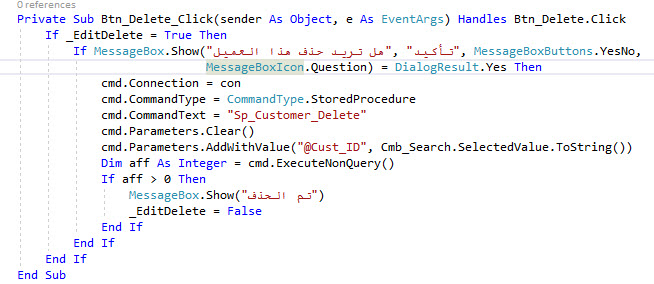 0 references
Private Sub Btn_Delete_Click(sender As Object, e As EventArgs) Handles Btn_Delete.Click
If _EditDelete = True Then
If MessageBox.Show("هل تريد حذف هذا العميل", "تأكيد", MessageBoxButtons.YesNo,
MessageBoxIcon.Question) = DialogResult.Yes Then
cmd.Connection = con
cmd.CommandType = CommandType.StoredProcedure
cmd.CommandText = "Sp_Customer_Delete"
cmd.Parameters.Clear()
cmd.Parameters.AddWithValue("@Cust_ID", Cmb_Search.SelectedValue.ToString())
Dim aff As Integer = cmd.ExecuteNonQuery()
If aff > 0 Then
MessageBox.Show("تم الحذف")
_EditDelete = False
End If
End If
End If
End Sub